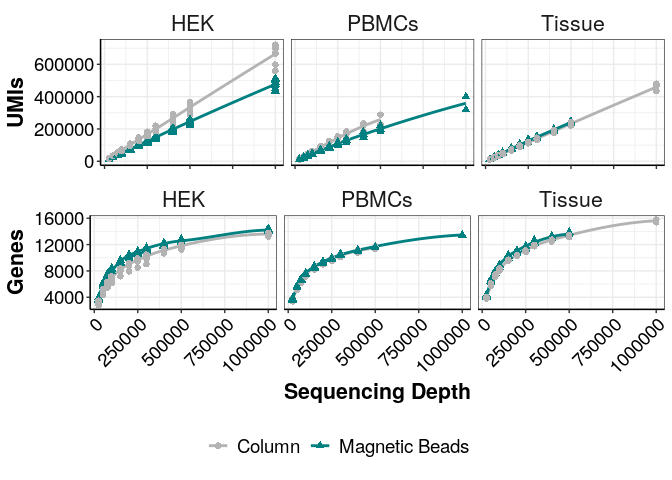 HEK PBMCs Tissue
UMIs
600000
400000
200000
0
HEK PBMCs Tissue
Genes
16000
12000
8000
4000
0 250000 500000 750000 1000000 0 250000 500000 750000 1000000 0 250000 500000 750000 1000000
Sequencing Depth
Column Magnetic Beads